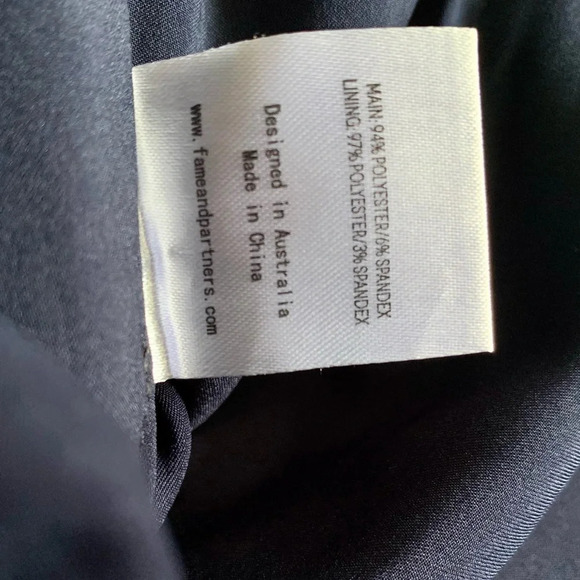 MAIN: 94% POLYESTER/6% SPANDEX
LINING: 97% POLYESTER/3% SPANDEX
Designed in Australia
Made in China
www.fameandpartners.com